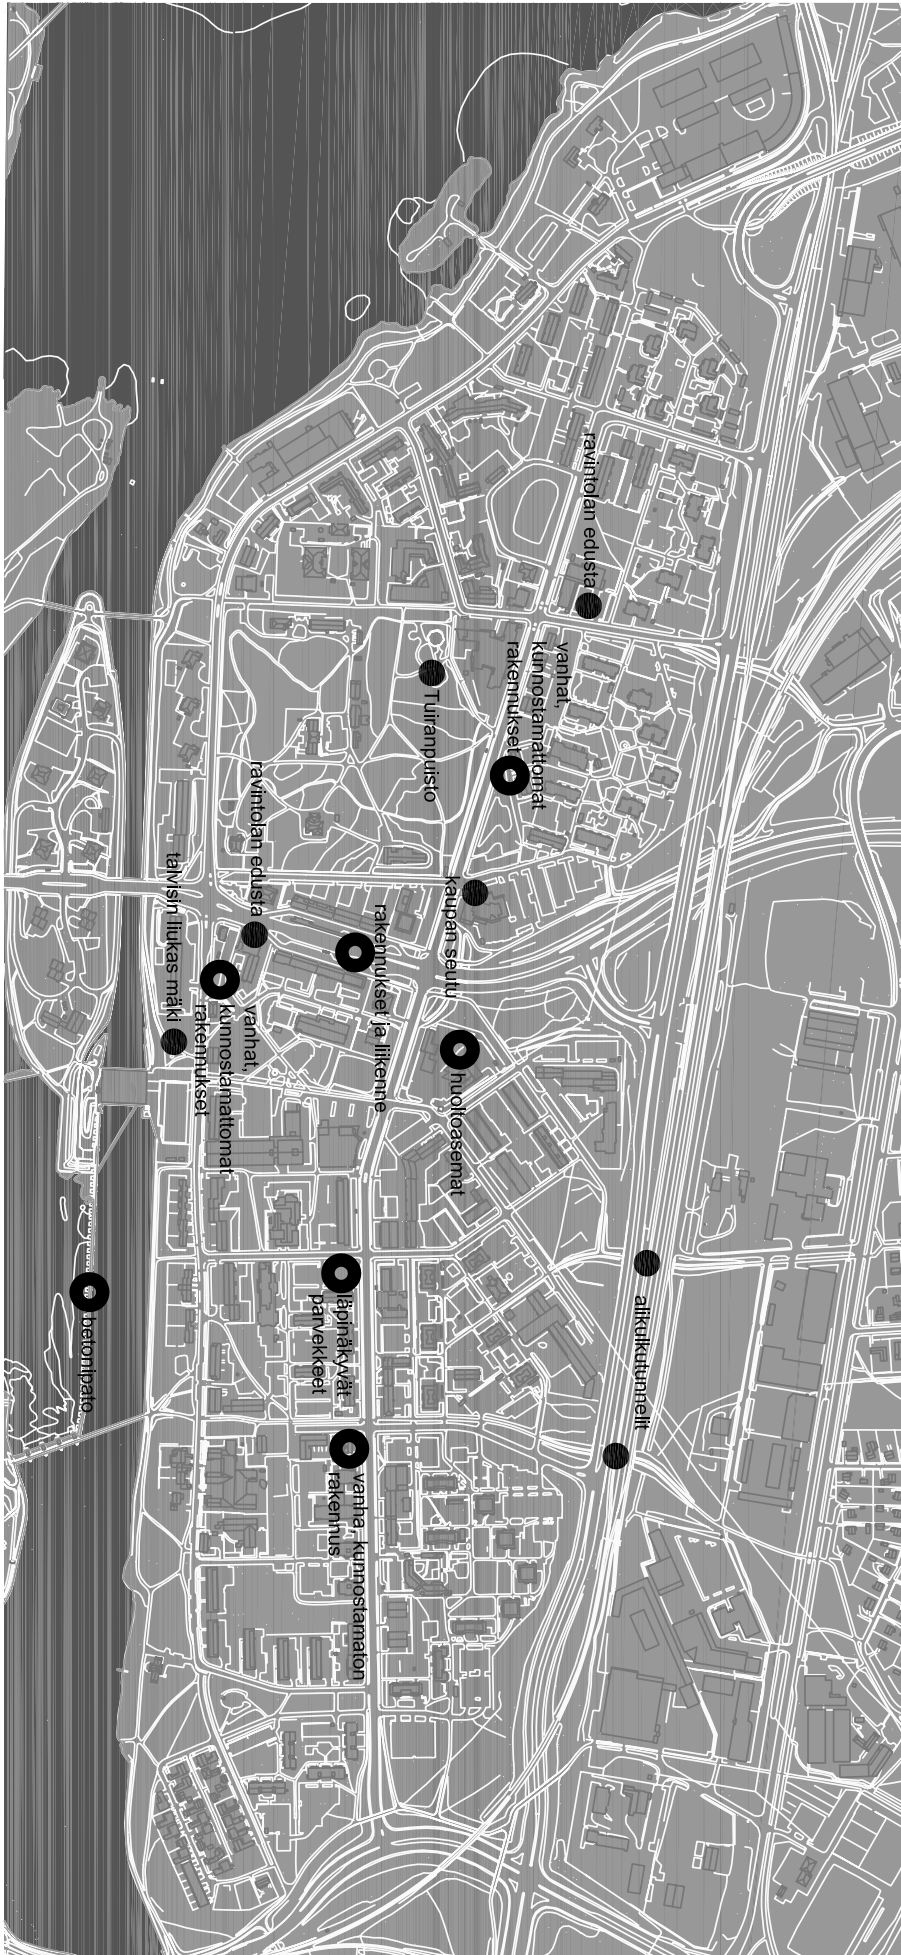 ravintolan edusta
vanhat,
kunnostamattomat
rakennukset
Tuiranpuisto
ravintolan edusta
talvisin liukas mäki
kaupan seutu
rakennukset ja liikenne
vanhat,
kunnostamattomat
rakennukset
huoltoasemat
alikulkutunnelit
läpinäkyvät
parvekkeet
betonipato
vanha, kunnostamaton
rakennus